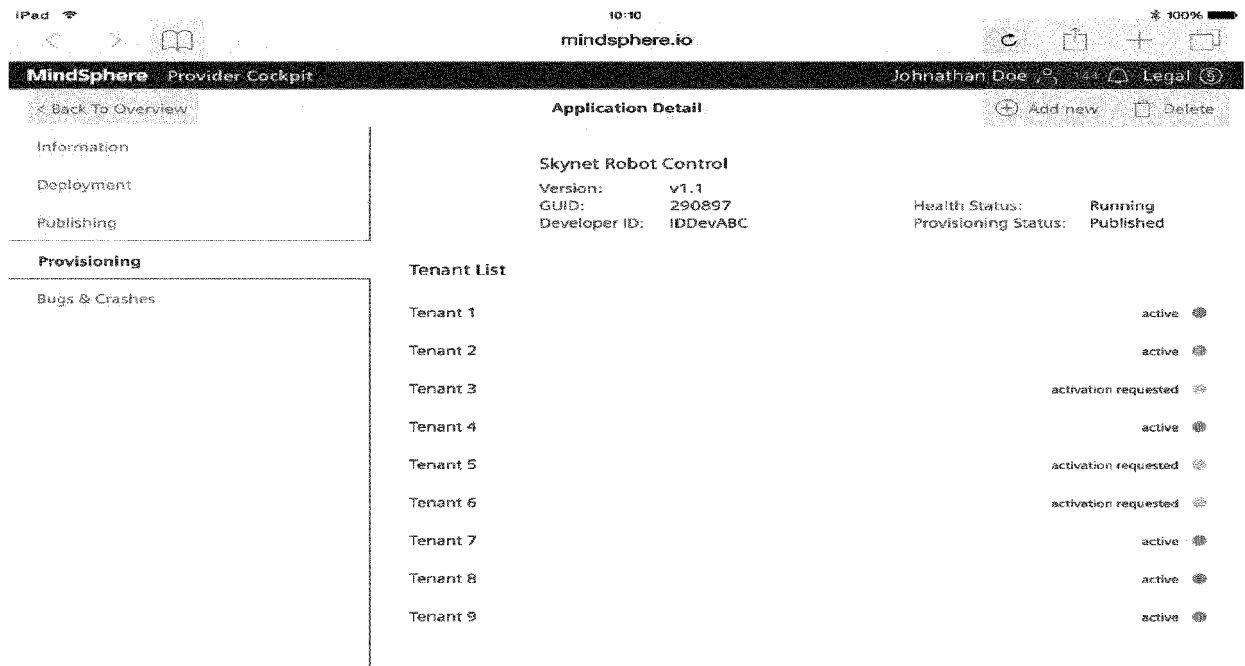 iPad 10:10 100%
mindsphere.io
MindSphere Provider Cockpit Johnathan Doe 144 Legal
< Back To Overview Application Detail Add new Delete
Information
Deployment
Publishing
Provisioning
Bugs & Crashes
Skynet Robot Control
Version: v1.1
GUID: 290897 Health Status: Running
Developer ID: IDDevABC Provisioning Status: Published
Tenant List
Tenant 1 active
Tenant 2 active
Tenant 3 activation requested
Tenant 4 active
Tenant 5 activation requested
Tenant 6 activation requested
Tenant 7 active
Tenant 8 active
Tenant 9 active